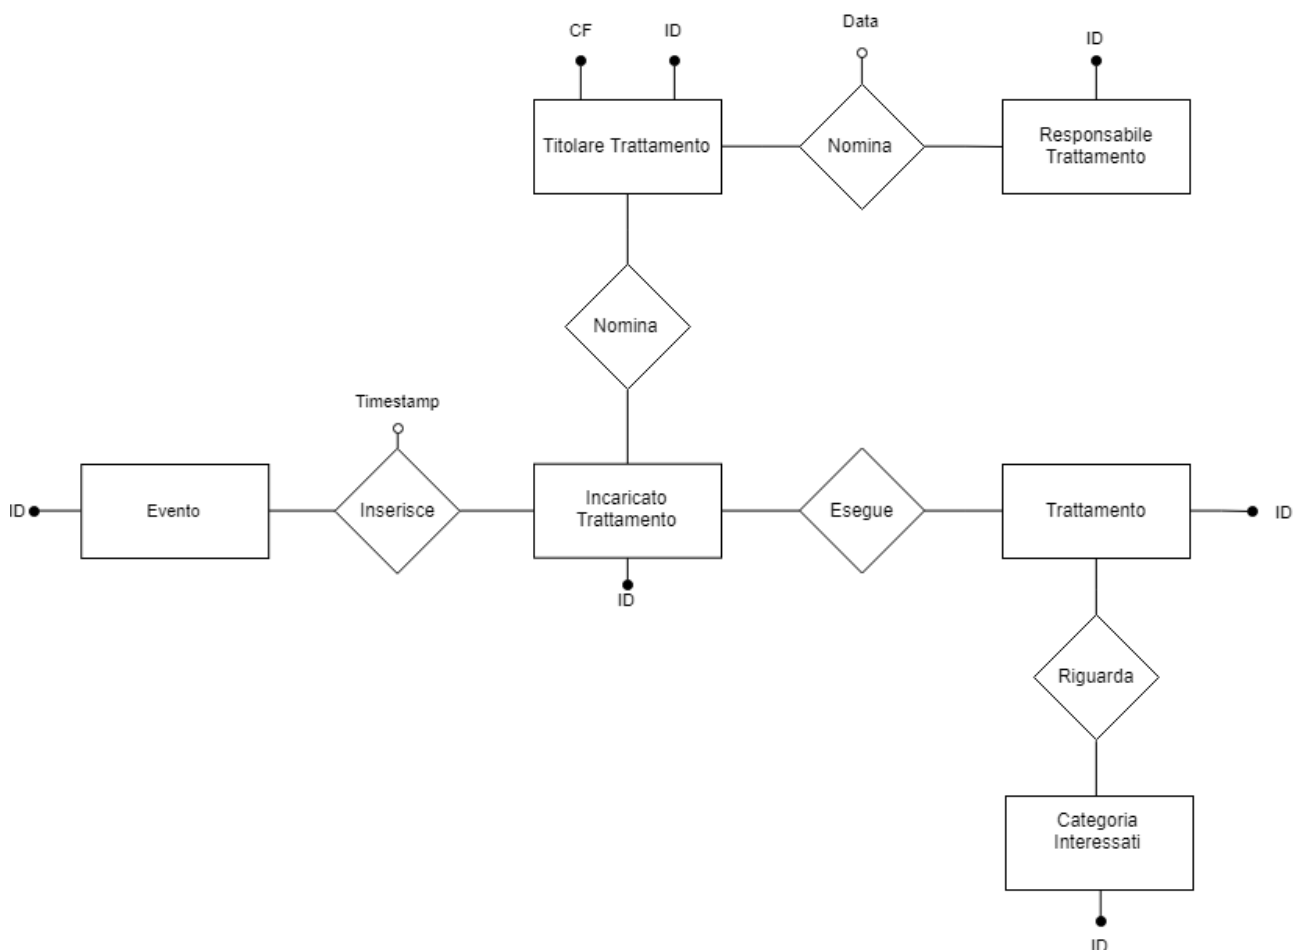 CF
ID
Data
ID
Titolare Trattamento
Nomina
Responsabile
Trattamento
Nomina
Timestamp
ID
Evento
Inserisce
Incaricato
Trattamento
Esegue
Trattamento
ID
ID
Riguarda
Categoria
Interessati
ID